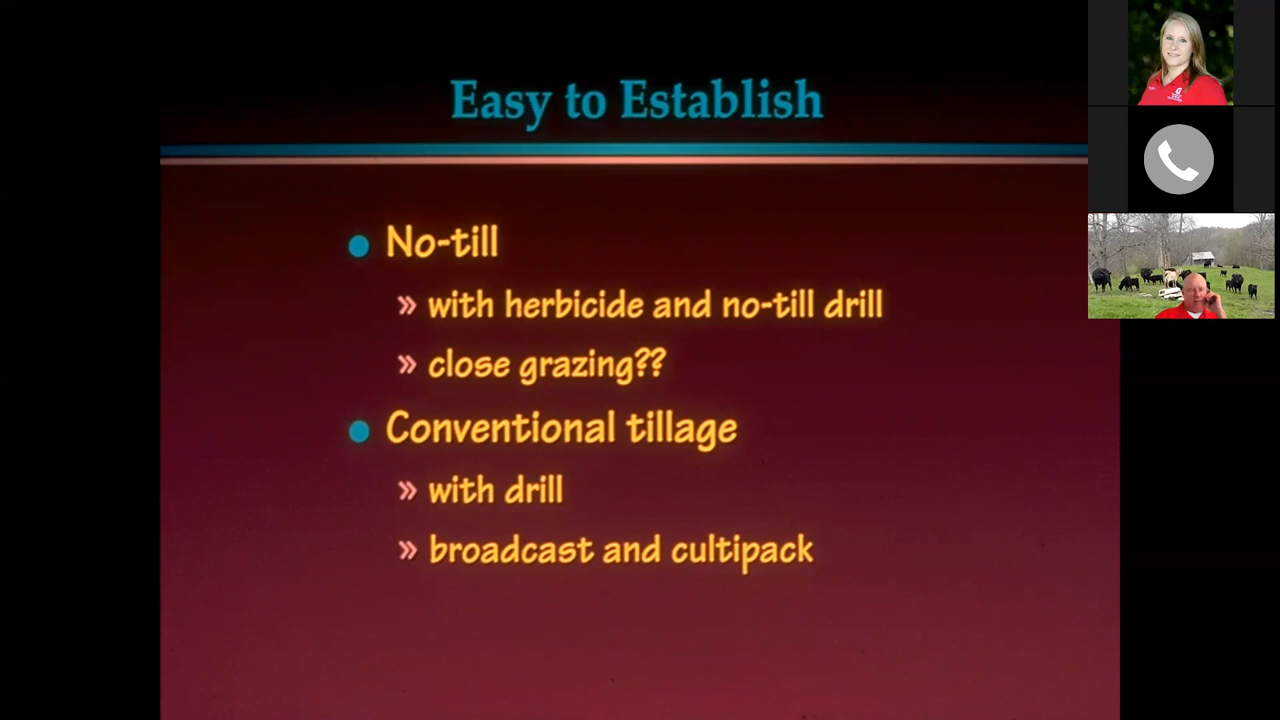 Easy to Establish
No-till
» with herbicide and no-till drill
» close grazing??
Conventional tillage
» with drill
» broadcast and cultipack